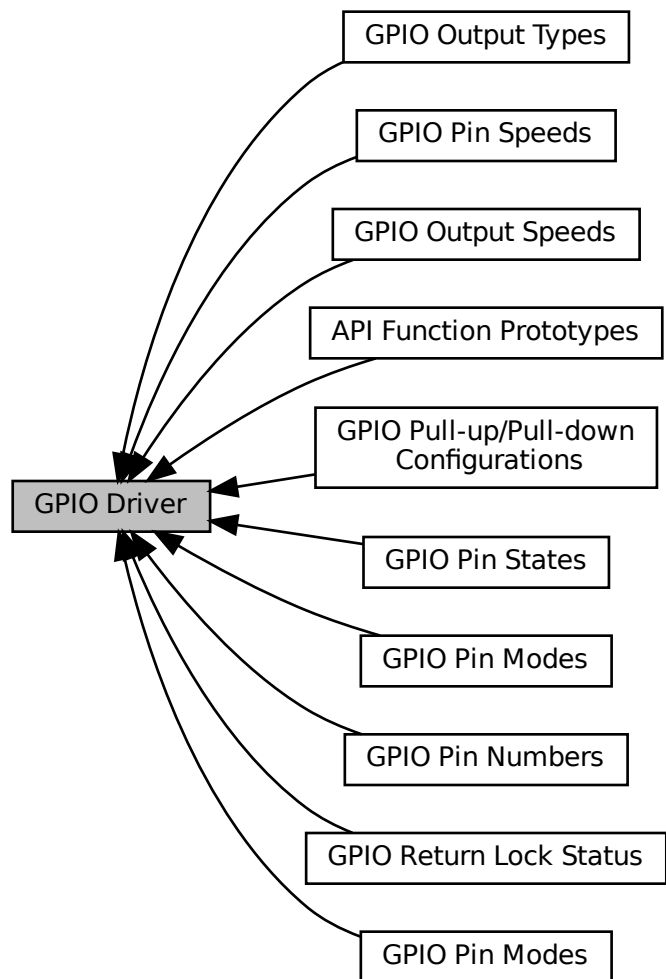 GPIO Output Types
GPIO Pin Speeds
GPIO Output Speeds
API Function Prototypes
GPIO Pull-up/Pull-down
Configurations
GPIO Driver
GPIO Pin States
GPIO Pin Modes
GPIO Pin Numbers
GPIO Return Lock Status
GPIO Pin Modes